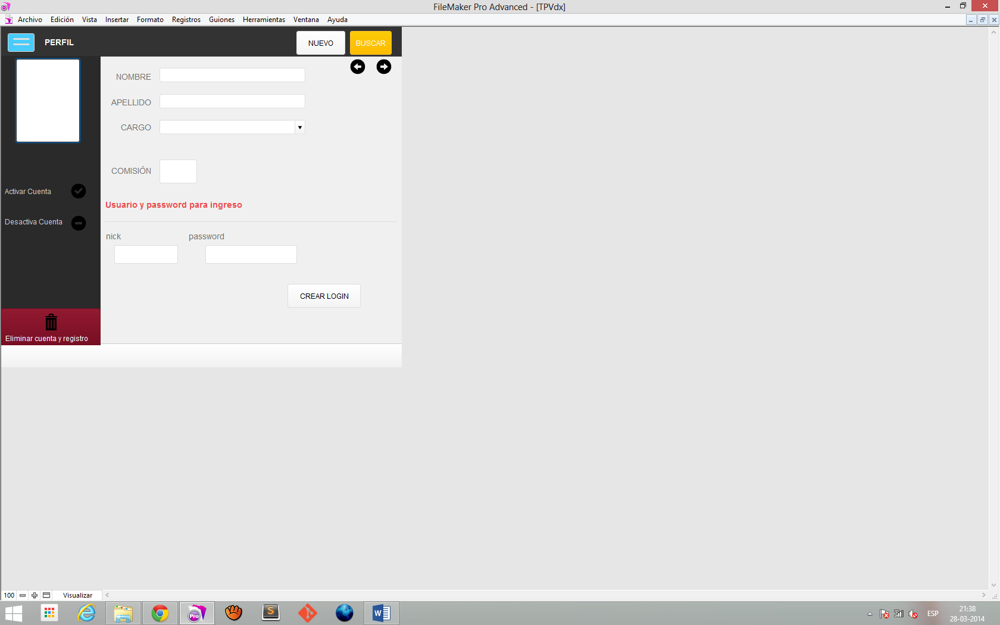 FileMaker Pro Advanced - [TPVdx]
Archivo Edición Vista Insertar Formato Registros Guiones Herramientas Ventana Ayuda
PERFIL
NUEVO
BUSCAR
NOMBRE
APELLIDO
CARGO
COMISIÓN
Activar Cuenta
Desactiva Cuenta
Usuario y password para ingreso
nick password
CREAR LOGIN
Eliminar cuenta y registro
100 Visualizar
Pro
S
W
ESP
21:38
28-03-2014